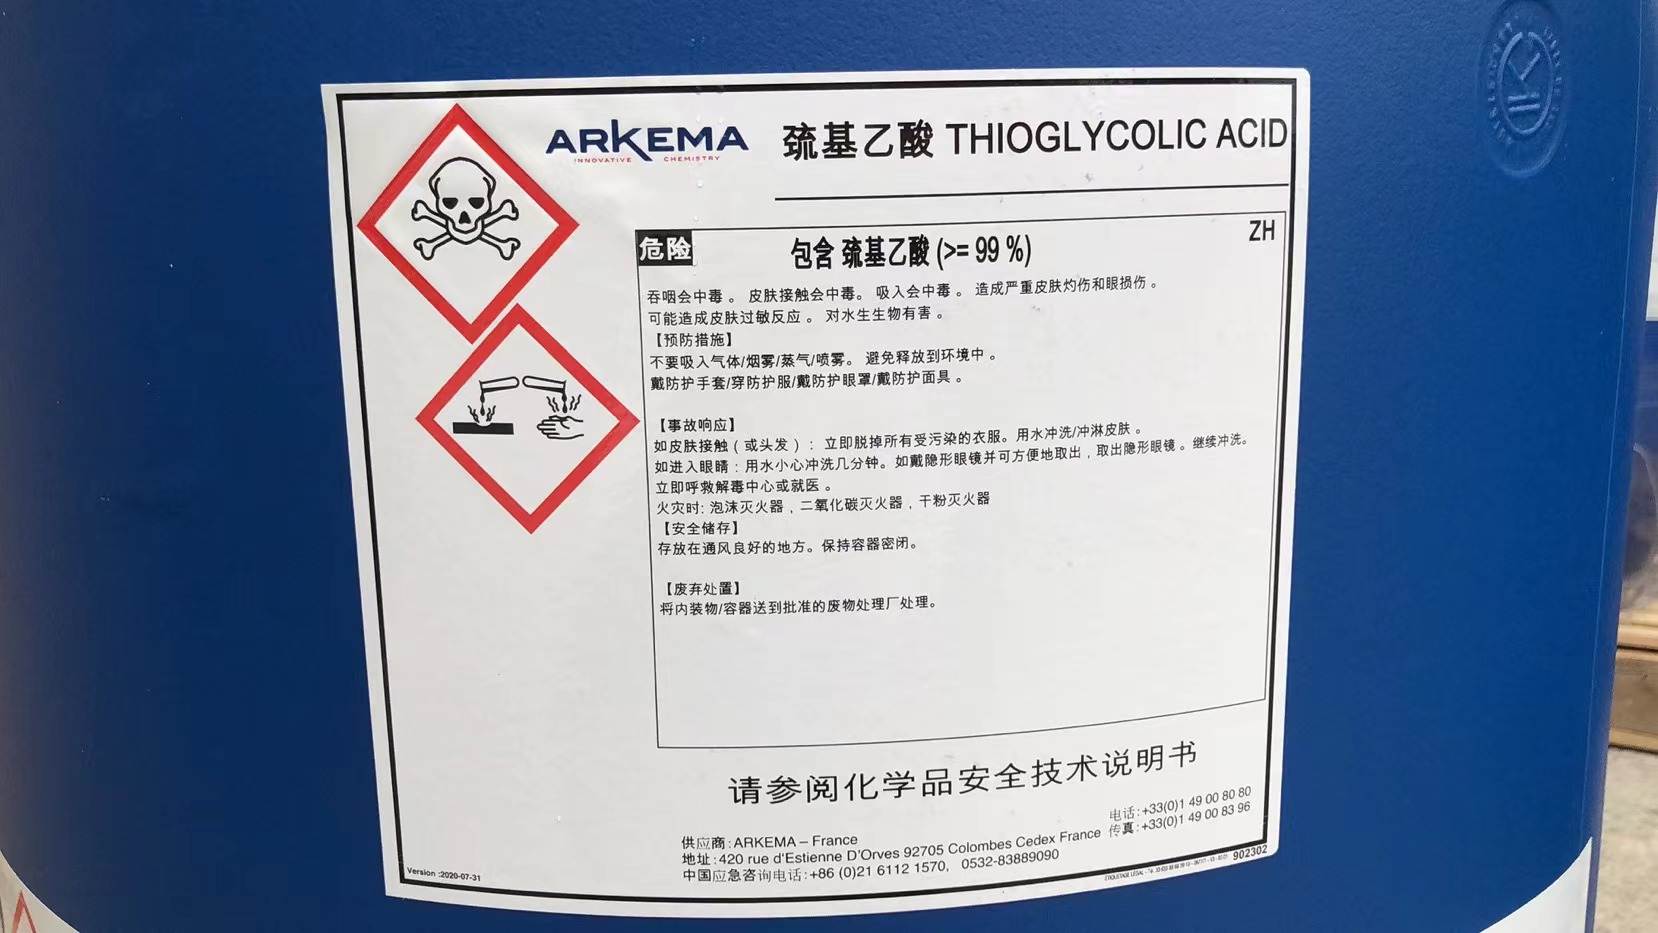 ARKEMA
INNOVATIVE CHEMISTRY
巯基乙酸 THIOGLYCOLIC ACID
ZH
危险
包含 巯基乙酸 (>= 99 %)
吞咽会中毒 。 皮肤接触会中毒。 吸入会中毒 。 造成严重皮肤灼伤和眼损伤 。
可能造成皮肤过敏反应 。 对水生生物有害 。
【预防措施】
不要吸入气体/烟雾/蒸气/喷雾。 避免释放到环境中 。
戴防护手套/穿防护服/戴防护眼罩/戴防护面具 。
【事故响应】
如皮肤接触（或头发）： 立即脱掉所有受污染的衣服。用水冲洗/冲淋皮肤 。
如进入眼睛：用水小心冲洗几分钟。如戴隐形眼镜并可方便地取出，取出隐形眼镜 。继续冲洗。
立即呼救解毒中心或就医 。
火灾时: 泡沫灭火器，二氧化碳灭火器，干粉灭火器
【安全储存】
存放在通风良好的地方。保持容器密闭。
【废弃处置】
将内装物/容器送到批准的废物处理厂处理。
请参阅化学品安全技术说明书
供应商: ARKEMA – France
电话: +33(0)1 49 00 80 80
地址: 420 rue d'Estienne D'Orves 92705 Colombes Cedex France
传真: +33(0)1 49 00 83 96
中国应急咨询电话: +86 (0)21 6112 1570, 0532-83889090
902302
Version :2020-07-31